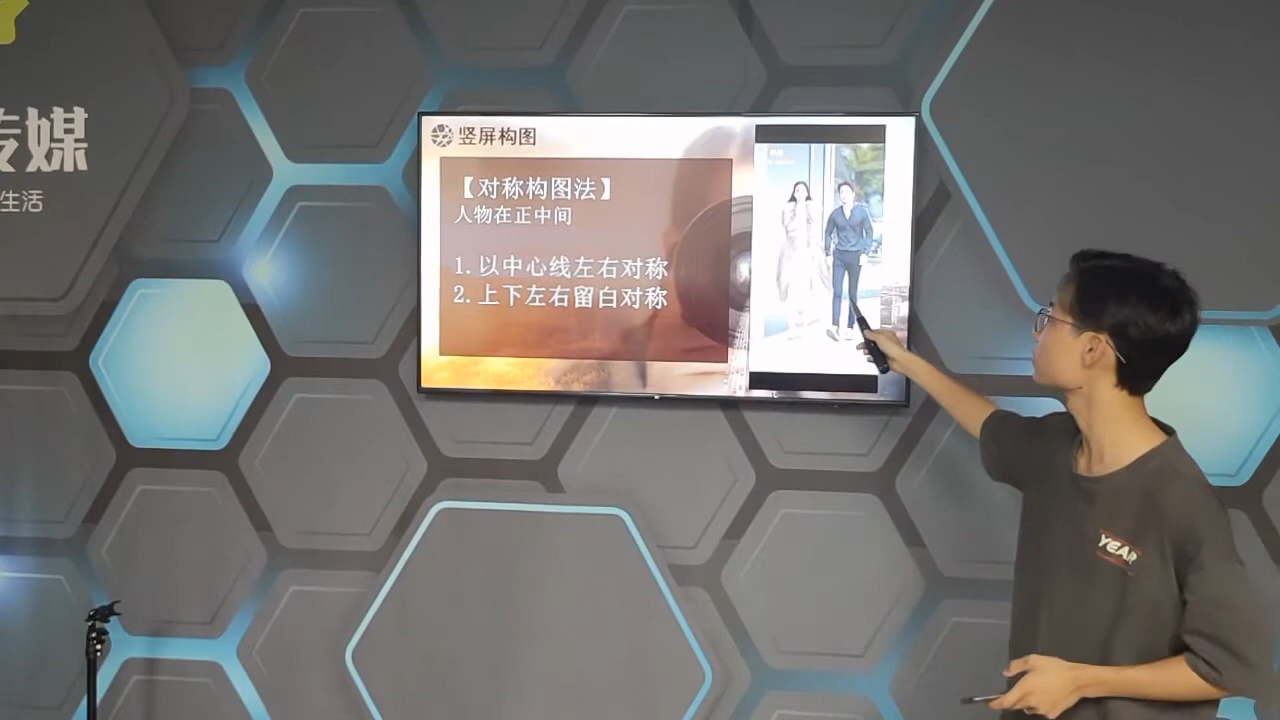 传媒
生活
竖屏构图
【对称构图法】
人物在正中间
1.以中心线左右对称
2.上下左右留白对称
YEAR